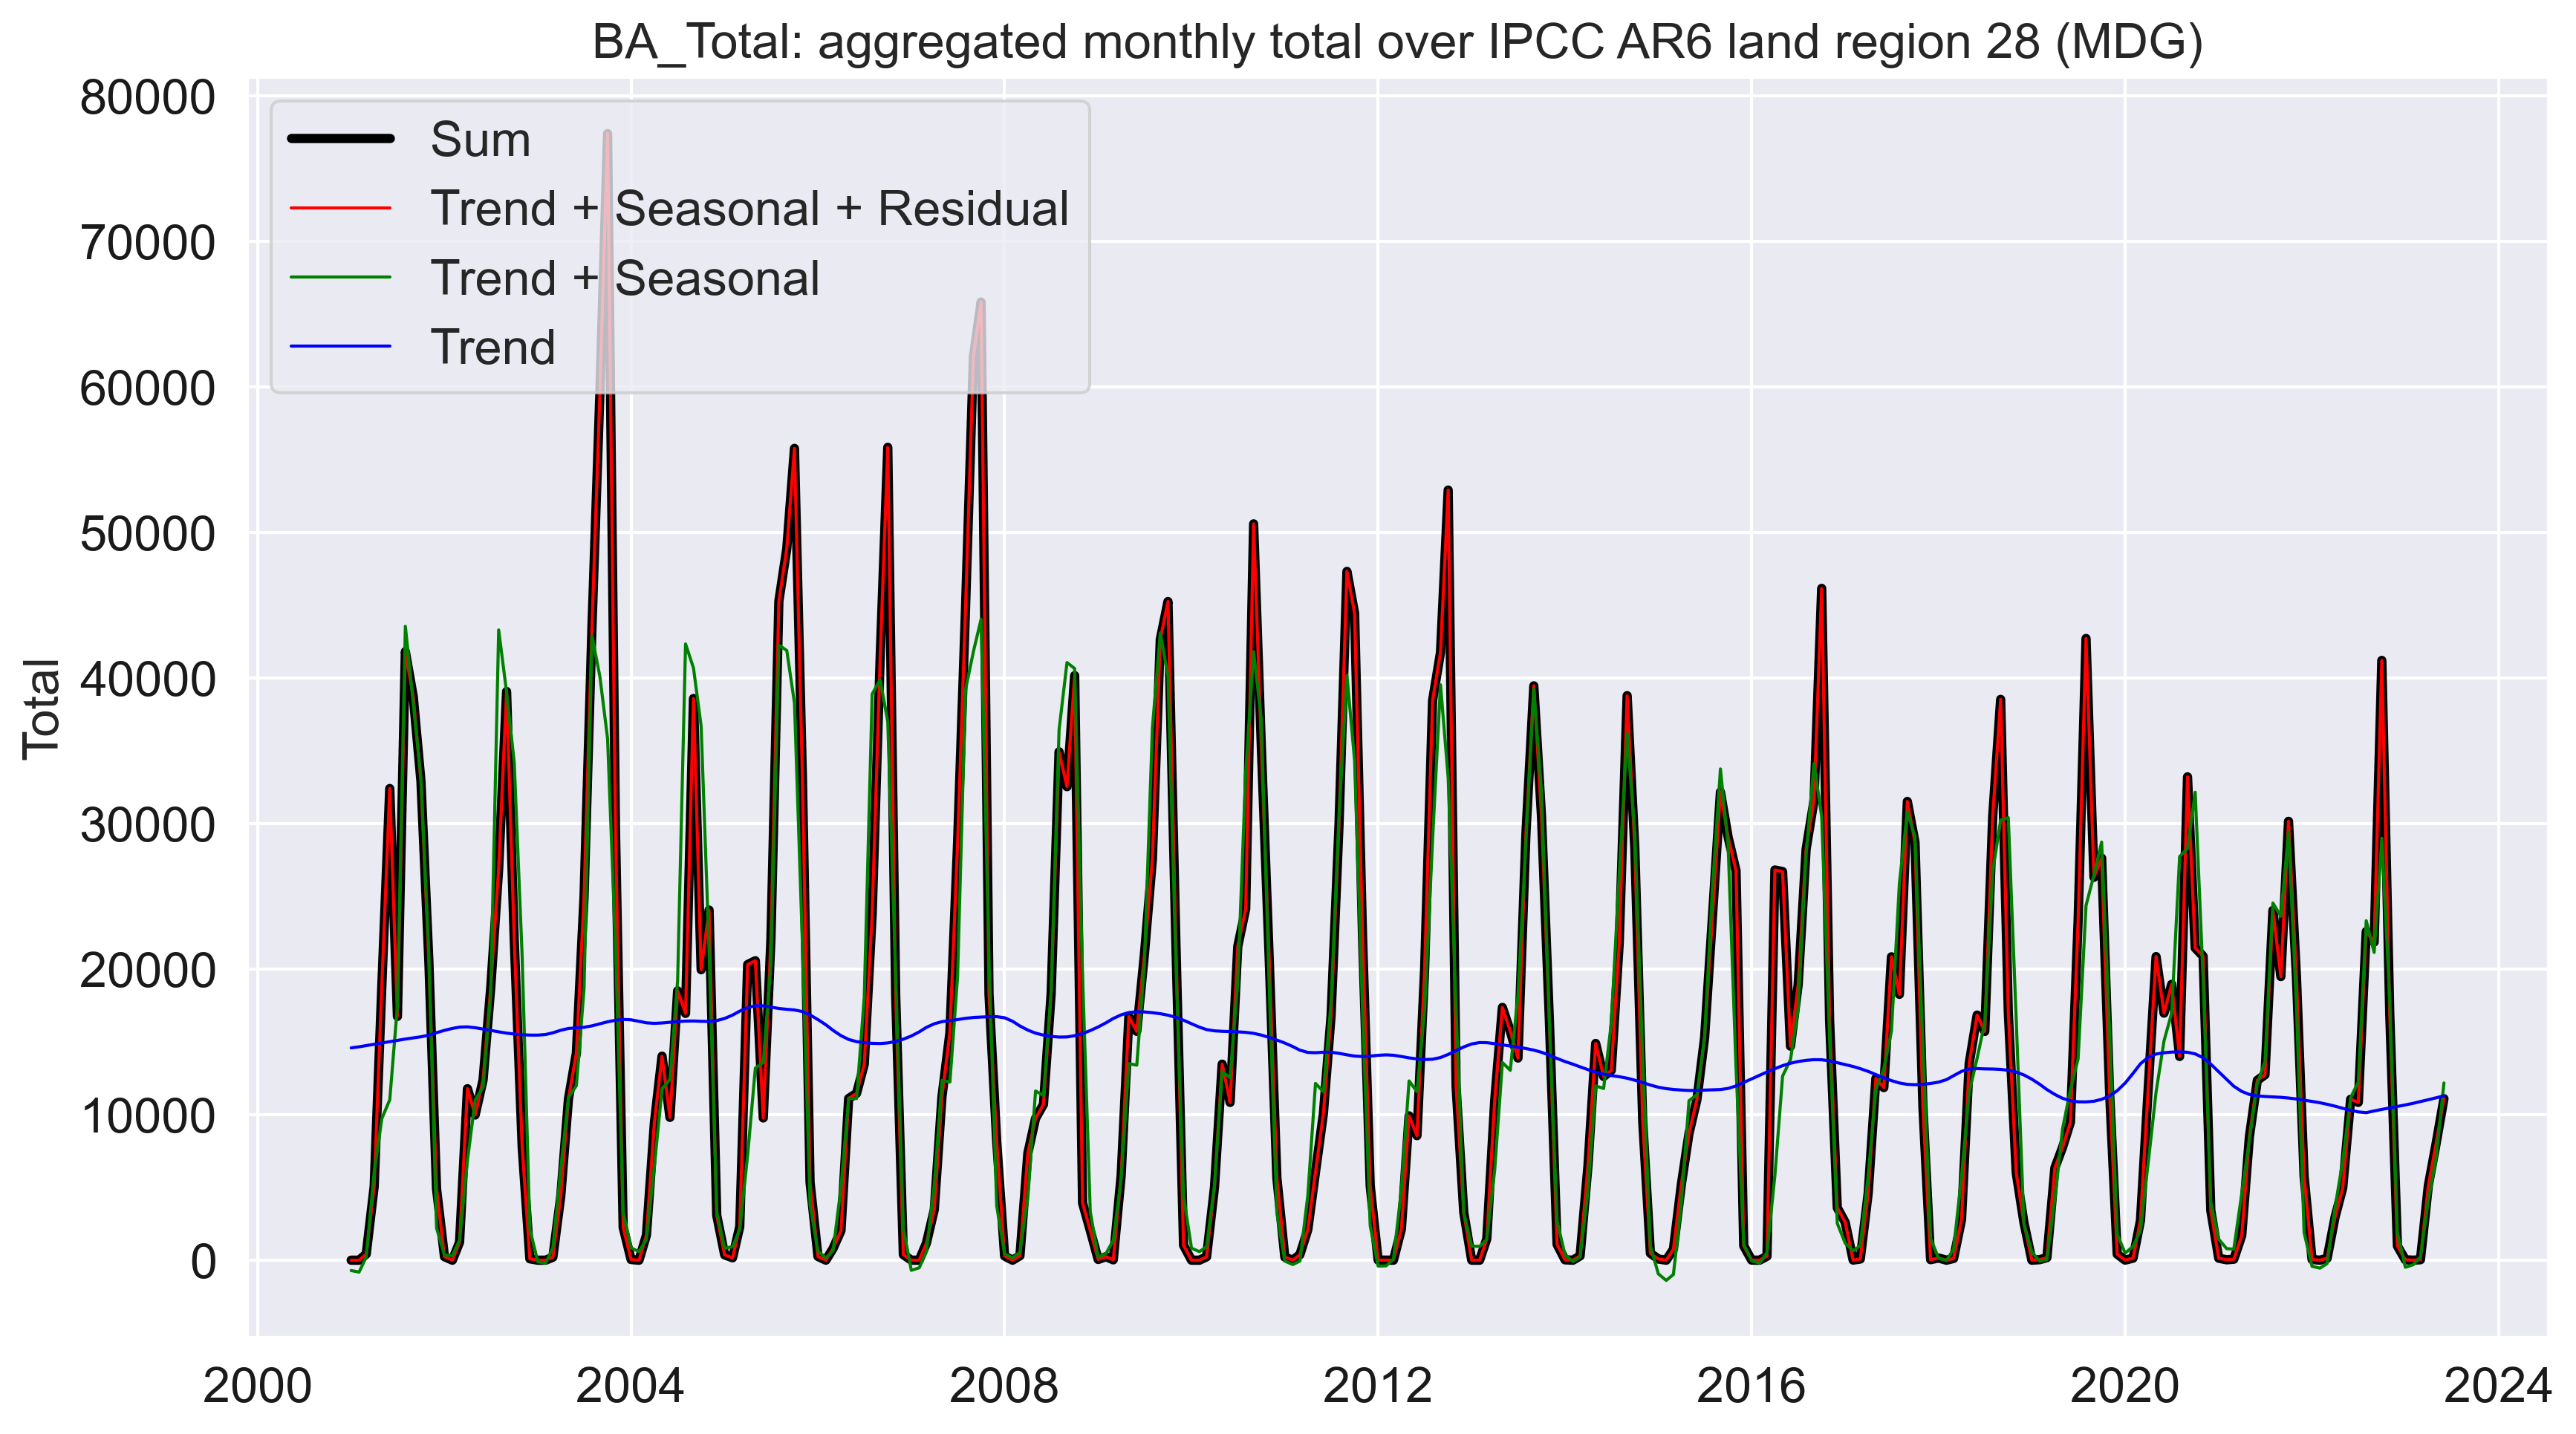 BA_Total: aggregated monthly total over IPCC AR6 land region 28 (MDG)
80000
70000
60000
50000
40000
30000
20000
10000
0
Total
Sum
Trend + Seasonal + Residual
Trend + Seasonal
Trend
2000 2004 2008 2012 2016 2020 2024